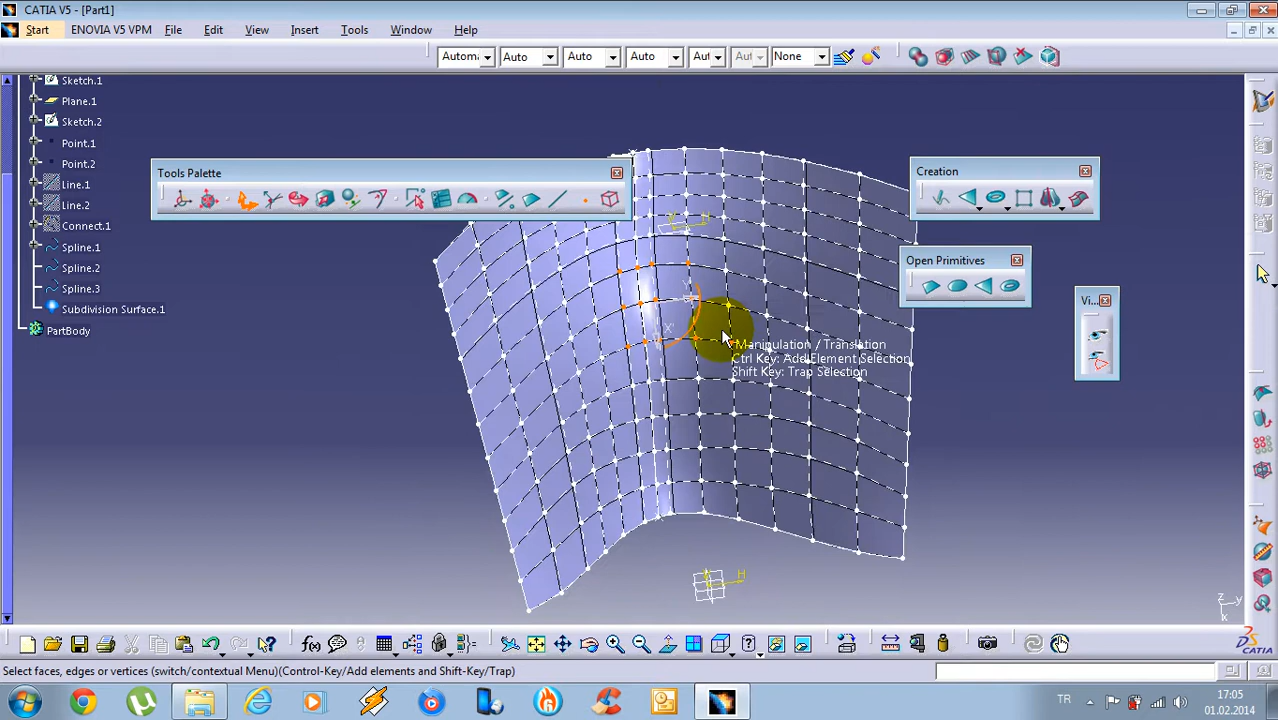 CATIA V5 - [Part1]
Start ENOVIA V5 VPM File Edit View Insert Tools Window Help
Automa Auto Auto Auto Aut Aut None
Sketch.1
Plane.1
Sketch.2
Point.1
Point.2
Line.1
Line.2
Connect.1
Spline.1
Spline.2
Spline.3
Subdivision Surface.1
PartBody
Tools Palette
Creation
Open Primitives
Vi...
H
Manipulation / Translation
Ctrl Key: Add Element Selection
Shift Key: Trap Selection
H
Z
y
x
CATIA
Select faces, edges or vertices (switch/contextual Menu)(Control-Key/Add elements and Shift-Key/Trap)
TR
17:05
01.02.2014